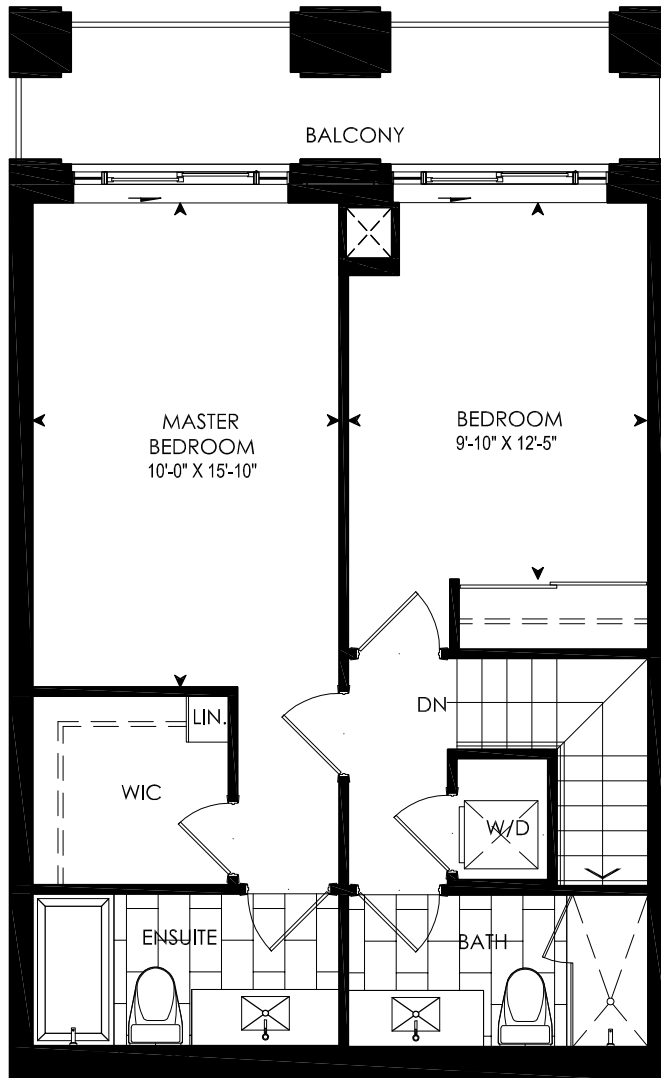 BALCONY
MASTER
BEDROOM
10'-0" X 15'-10"
BEDROOM
9'-10" X 12'-5"
LIN.
DN
WIC
W/D
ENSUITE
BATH